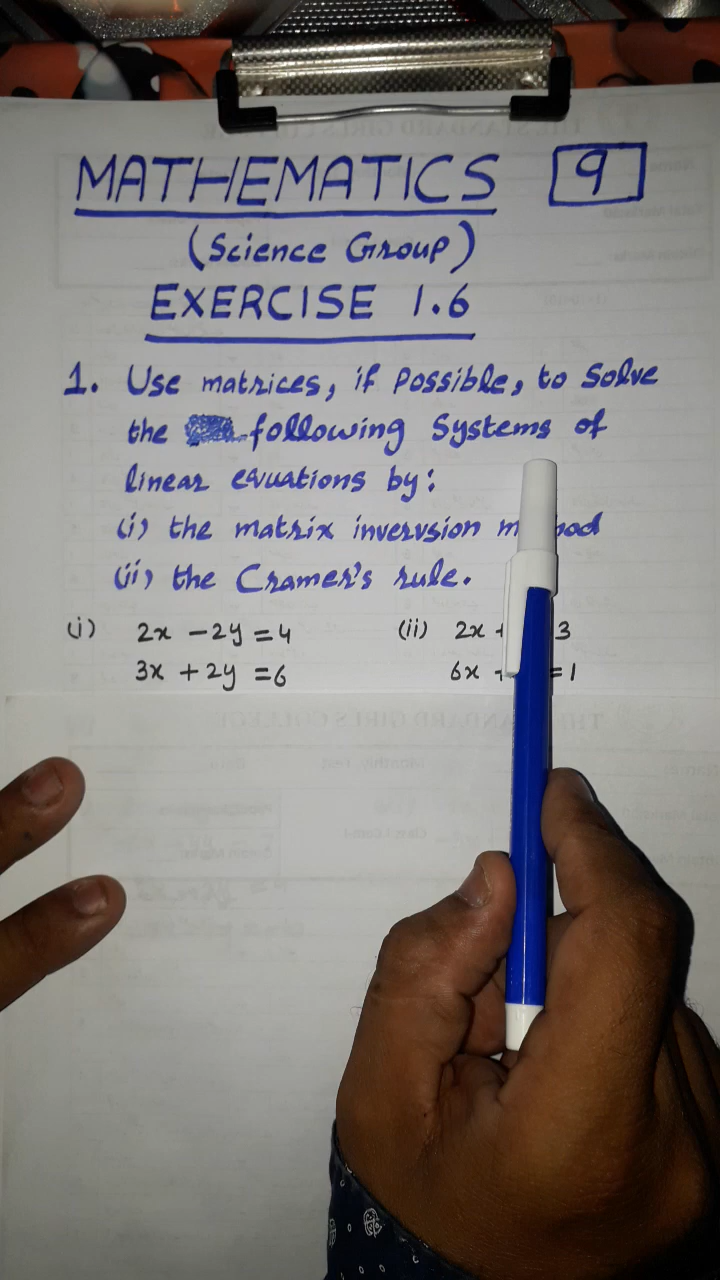 MATHEMATICS 9
(Science Group)
EXERCISE 1.6
1. Use matrices, if Possible, to Solve
the following Systems of
linear equations by:
(i) the matrix inversion
(ii) the Cramer's rule.
(i) 2x - 2y = 4 (ii) 2x + 3
3x + 2y = 6 6x = 1